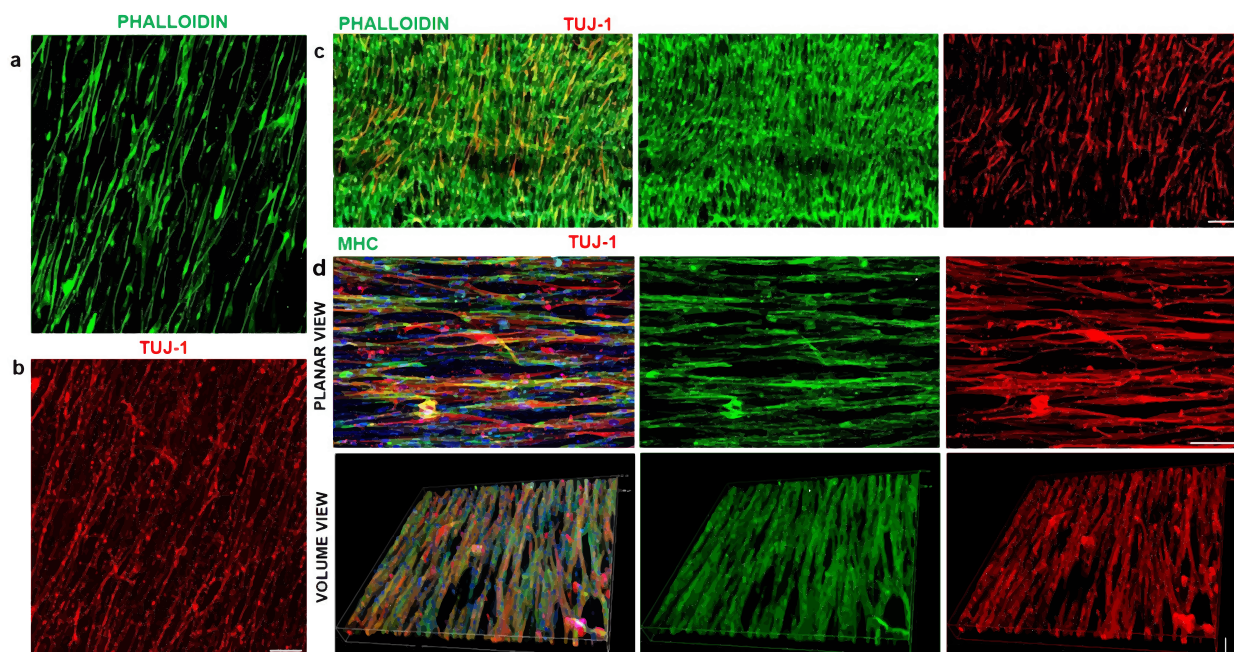 PHALLOIDIN
a
TUJ-1
b
PHALLOIDIN TUJ-1
c
MHC TUJ-1
d
PLANAR VIEW
VOLUME VIEW